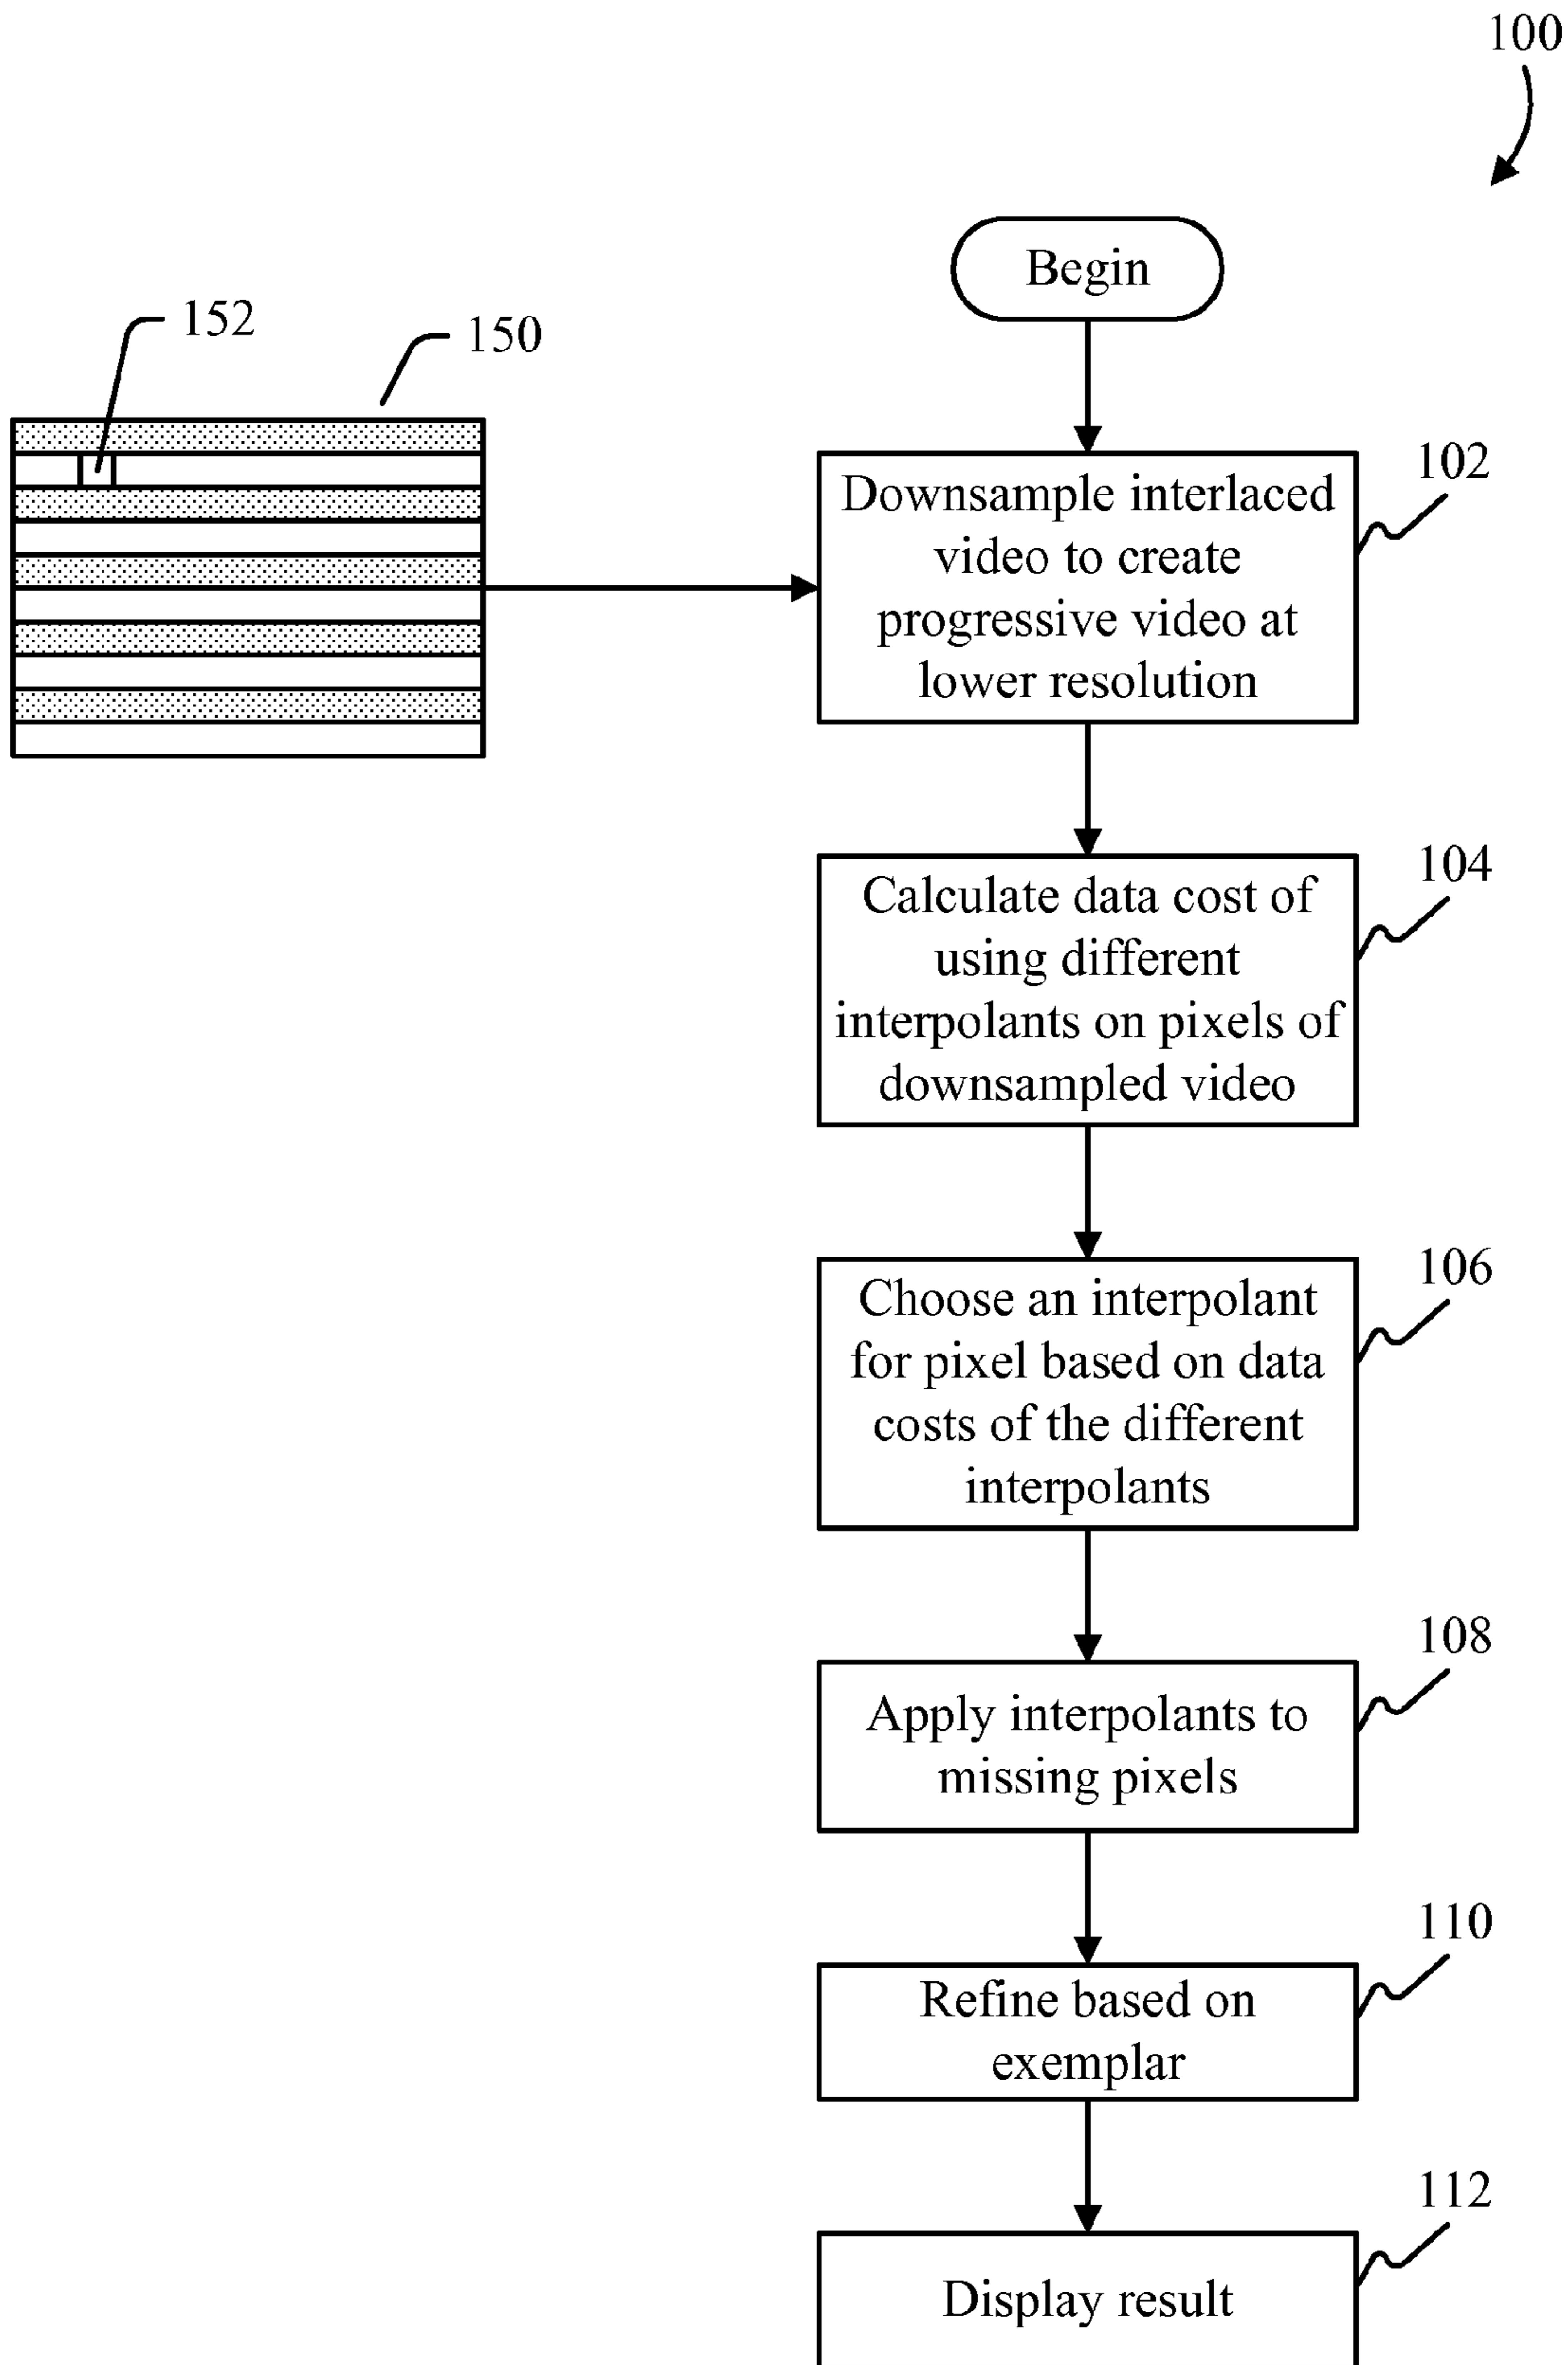 100
Begin
152
150
102
Downsample interlaced
video to create
progressive video at
lower resolution
104
Calculate data cost of
using different
interpolants on pixels of
downsampled video
106
Choose an interpolant
for pixel based on data
costs of the different
interpolants
108
Apply interpolants to
missing pixels
110
Refine based on
exemplar
112
Display result